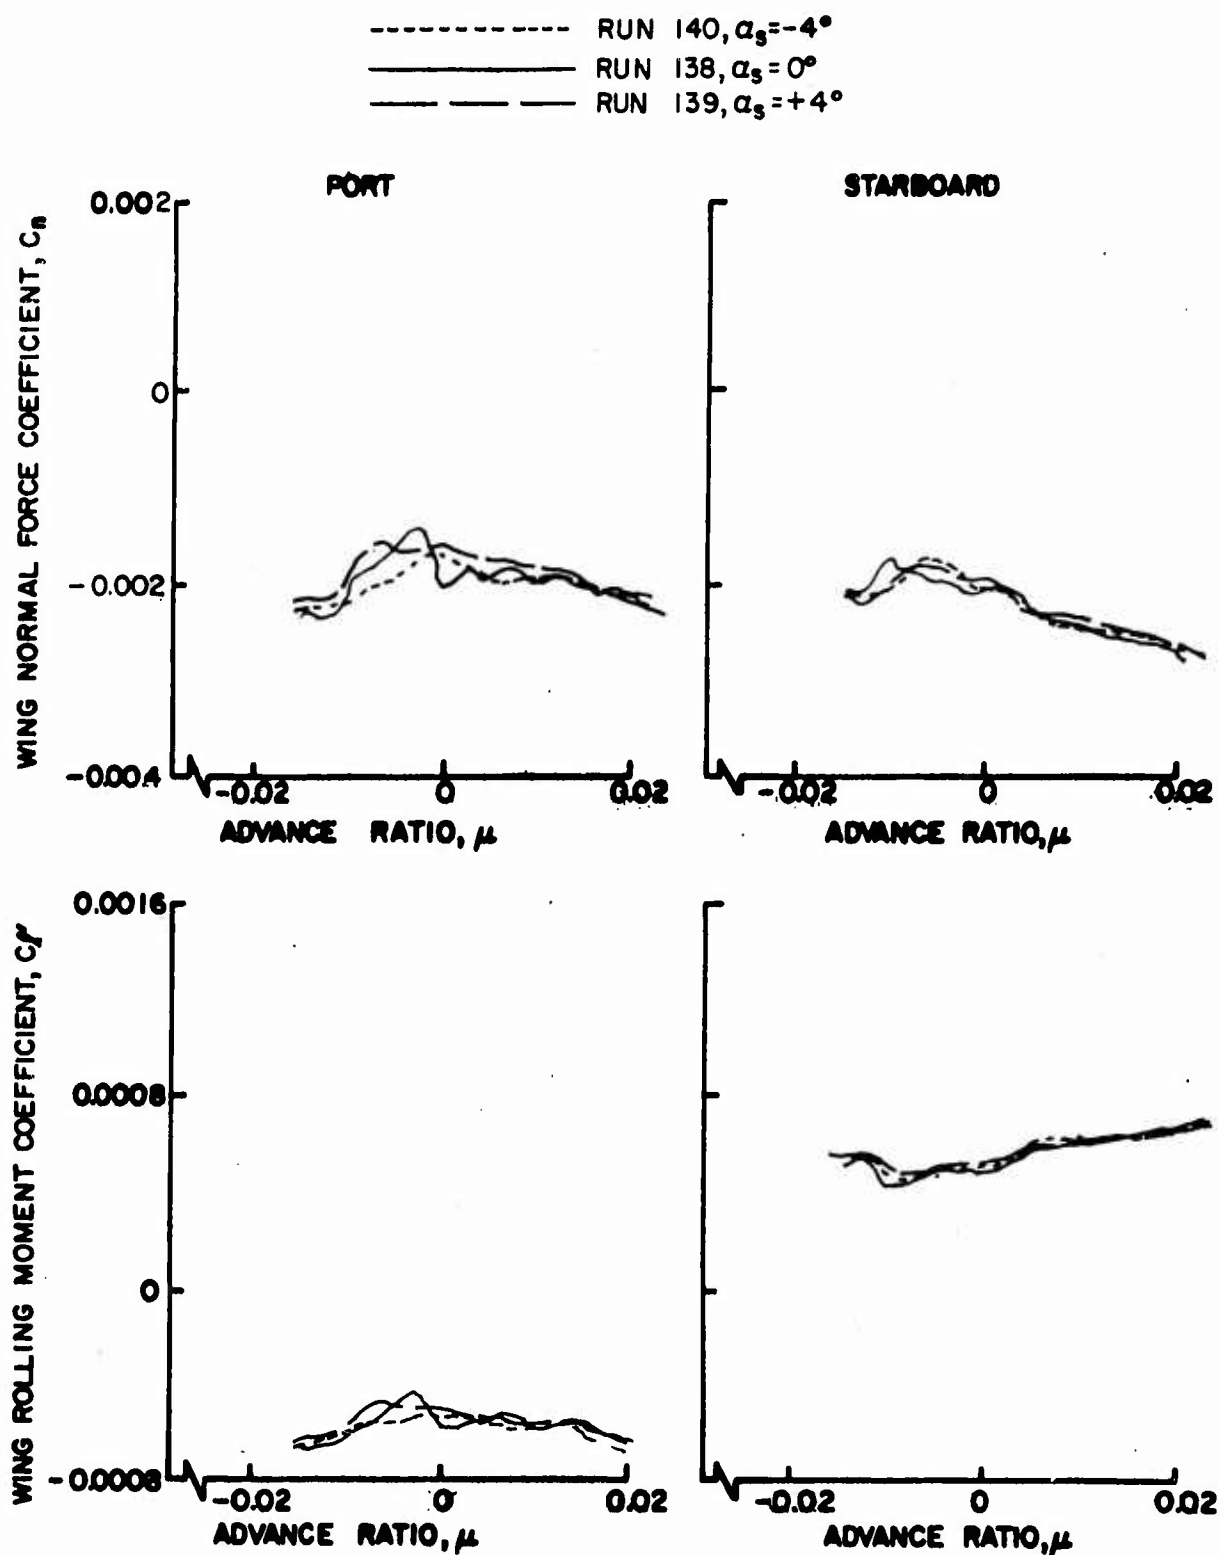 RUN 140, αs=-4°
RUN 138, αs=0°
RUN 139, αs=+4°
PORT
STARBOARD
WING NORMAL FORCE COEFFICIENT, Cn
0.002
0
-0.002
-0.004
-0.02 0 0.02
-0.02 0 0.02
ADVANCE RATIO, μ
ADVANCE RATIO, μ
WING ROLLING MOMENT COEFFICIENT,
0.0016
0.0008
0
-0.0008
-0.02 0 0.02
-0.02 0 0.02
ADVANCE RATIO, μ
ADVANCE RATIO, μ